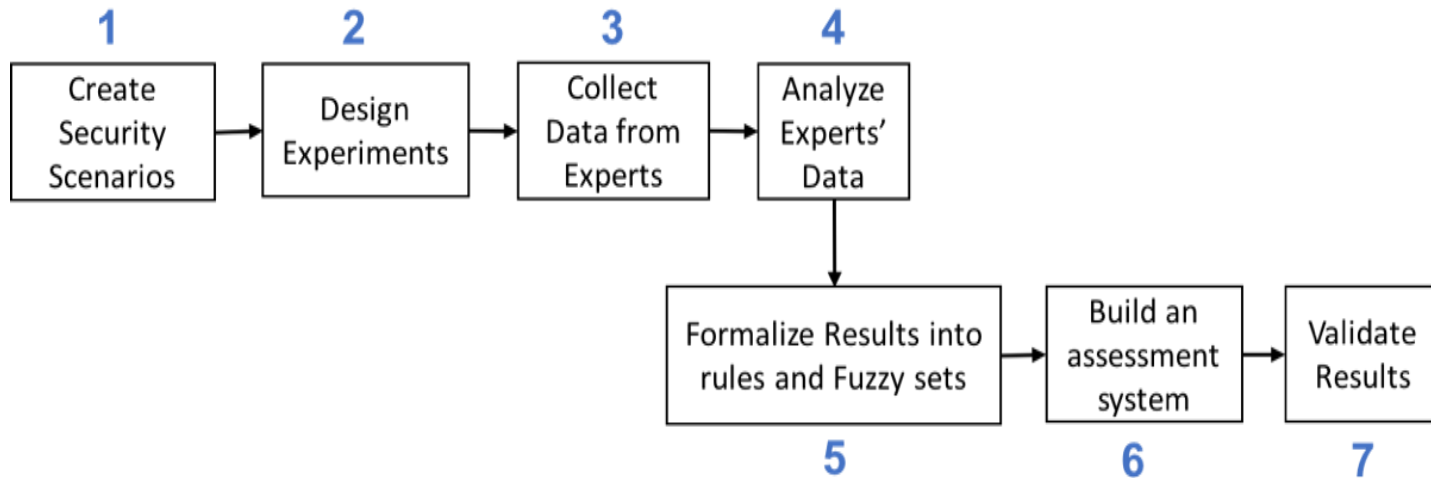 1
Create
Security
Scenarios
2
Design
Experiments
3
Collect
Data from
Experts
4
Analyze
Experts’
Data
Formalize Results into
rules and Fuzzy sets
5
Build an
assessment
system
6
Validate
Results
7